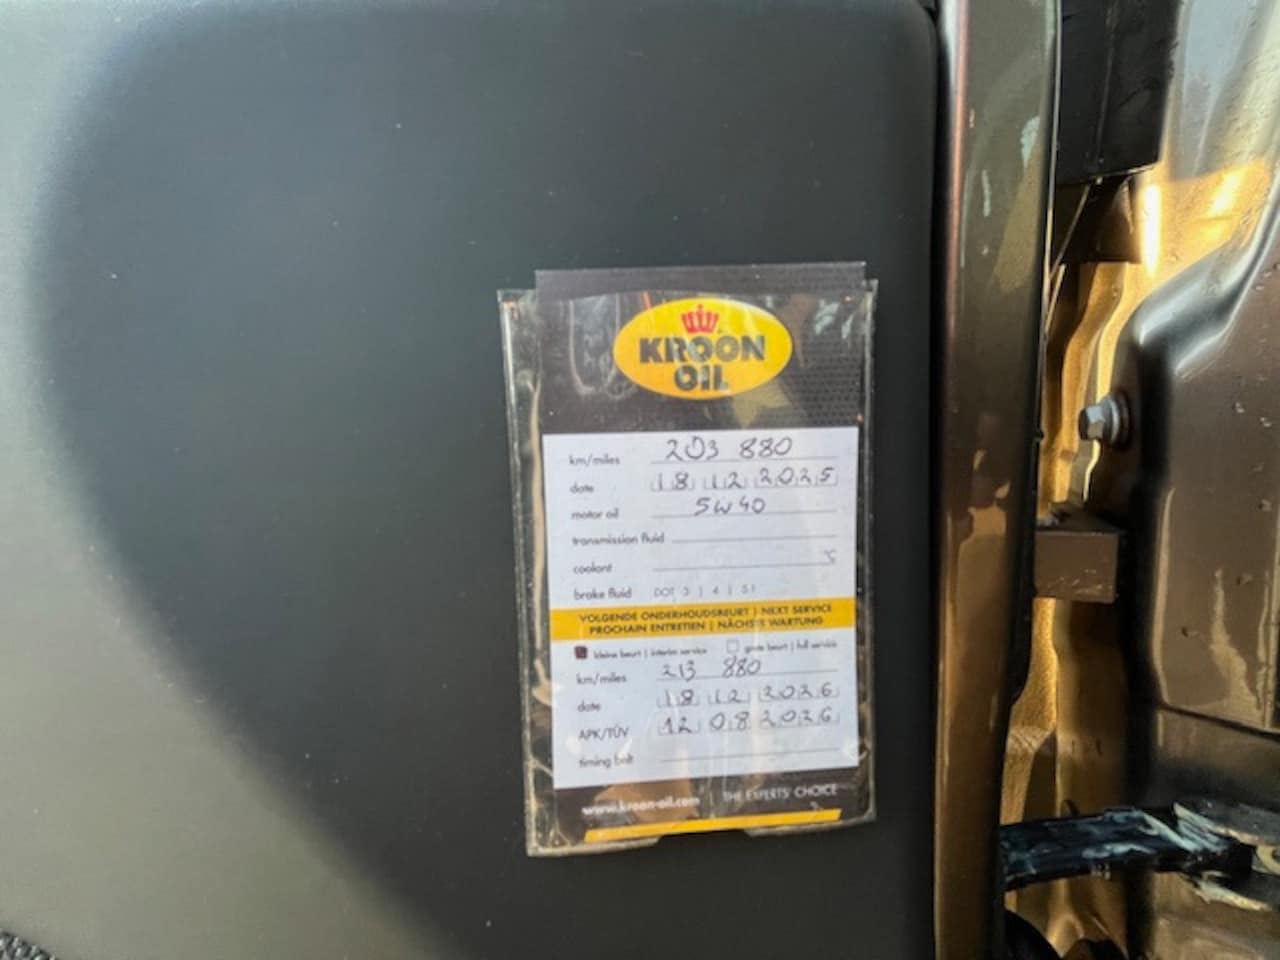 KROON
OIL
km/miles 203 880
date 18 12 2025
motor oil 5W40
transmission fluid
coolant °C
brake fluid DOT 3 | 4 | 5.1
VOLGENDE ONDERHOUDSBEURT | NEXT SERVICE
PROCHAIN ENTRETIEN | NÄCHSTE WARTUNG
kleine beurt | interim service grote beurt | full service
km/miles 213 880
date 18 12 2026
APK/TÜV 12 08 2026
timing belt
www.kroon-oil.com THE EXPERTS' CHOICE